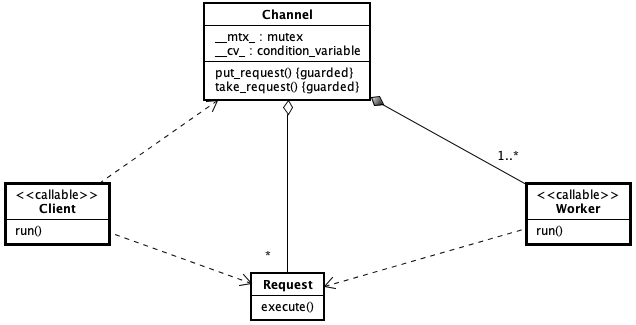 Channel
__mtx_ : mutex
__cv_ : condition_variable
put_request() {guarded}
take_request() {guarded}
1..*
<<callable>>
Client
run()
<<callable>>
Worker
run()
*
Request
execute()